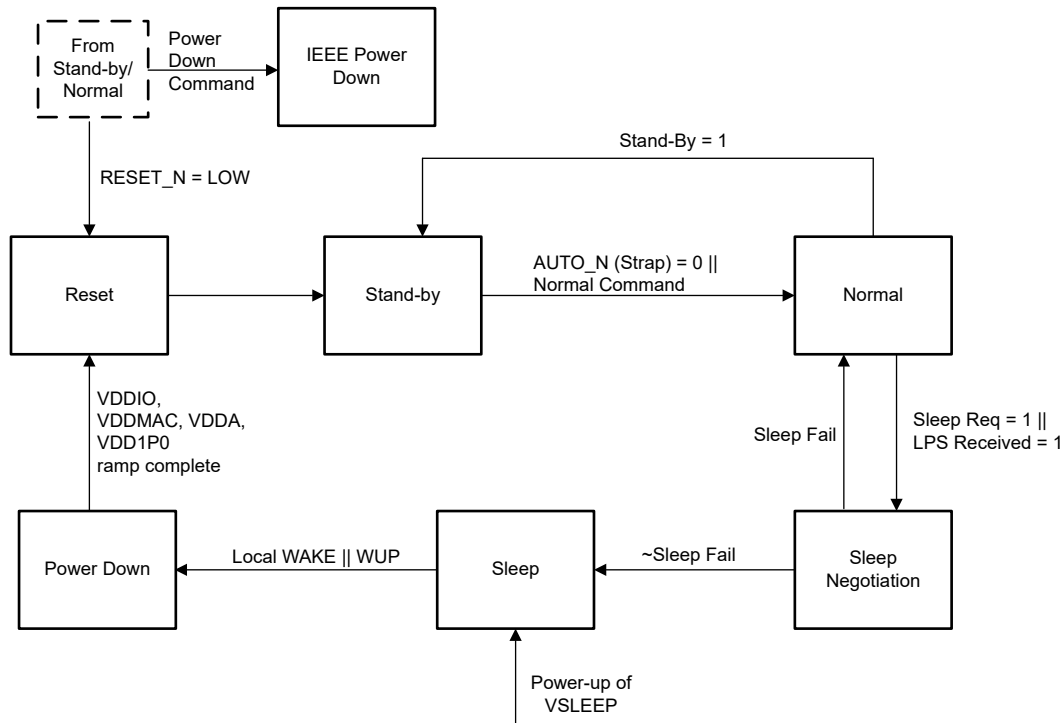 From
Stand-by/
Normal
Power
Down
Command
IEEE Power
Down
RESET_N = LOW
Stand-By = 1
Reset
Stand-by
AUTO_N (Strap) = 0 ||
Normal Command
Normal
VDDIO,
VDDMAC, VDDA,
VDD1P0
ramp complete
Sleep Fail
Sleep Req = 1 ||
LPS Received = 1
Power Down
Local WAKE || WUP
Sleep
~Sleep Fail
Sleep
Negotiation
Power-up of
VSLEEP